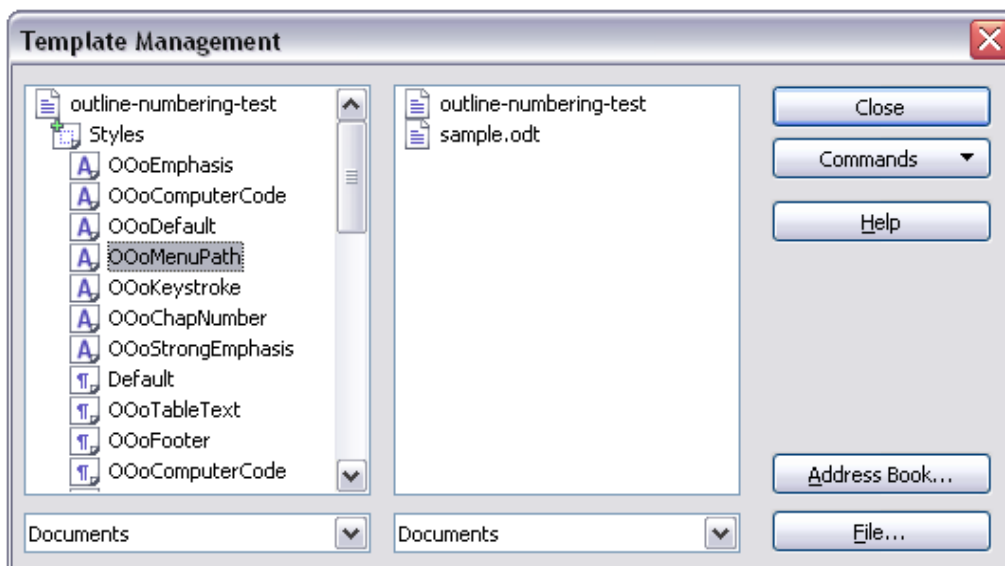 Template Management
outline-numbering-test
Styles
OOoEmphasis
OOoComputerCode
OOoDefault
OOoMenuPath
OOoKeystroke
OOoChapNumber
OOoStrongEmphasis
Default
OOoTableText
OOoFooter
OOoComputerCode
Documents
outline-numbering-test
sample.odt
Documents
Close
Commands
Help
Address Book...
File...